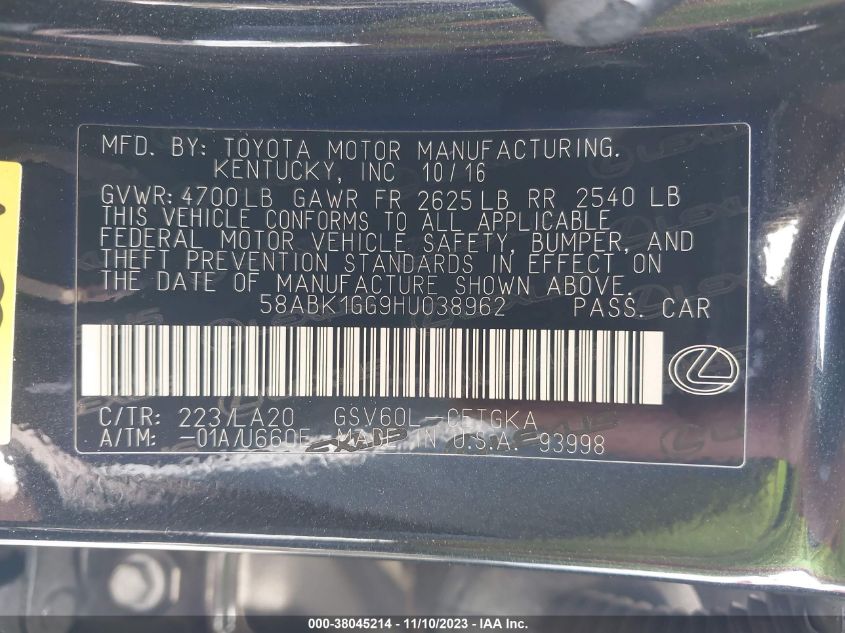 MFD. BY: TOYOTA MOTOR MANUFACTURING.
KENTUCKY, INC 10/16
GVWR: 4700LB GAWR FR 2625LB RR 2540 LB
THIS VEHICLE CONFORMS TO ALL APPLICABLE
FEDERAL MOTOR VEHICLE SAFETY, BUMPER, AND
THEFT PREVENTION STANDARDS IN EFFECT ON
THE DATE OF MANUFACTURE SHOWN ABOVE.
58ABK1GG9HU038962 PASS. CAR
C/TR: 223/LA20 GSV60L-CETGKA
A/TM: -01A/U660E MADE IN U.S.A. 93998
000-38045214 - 11/10/2023 - IAA Inc.